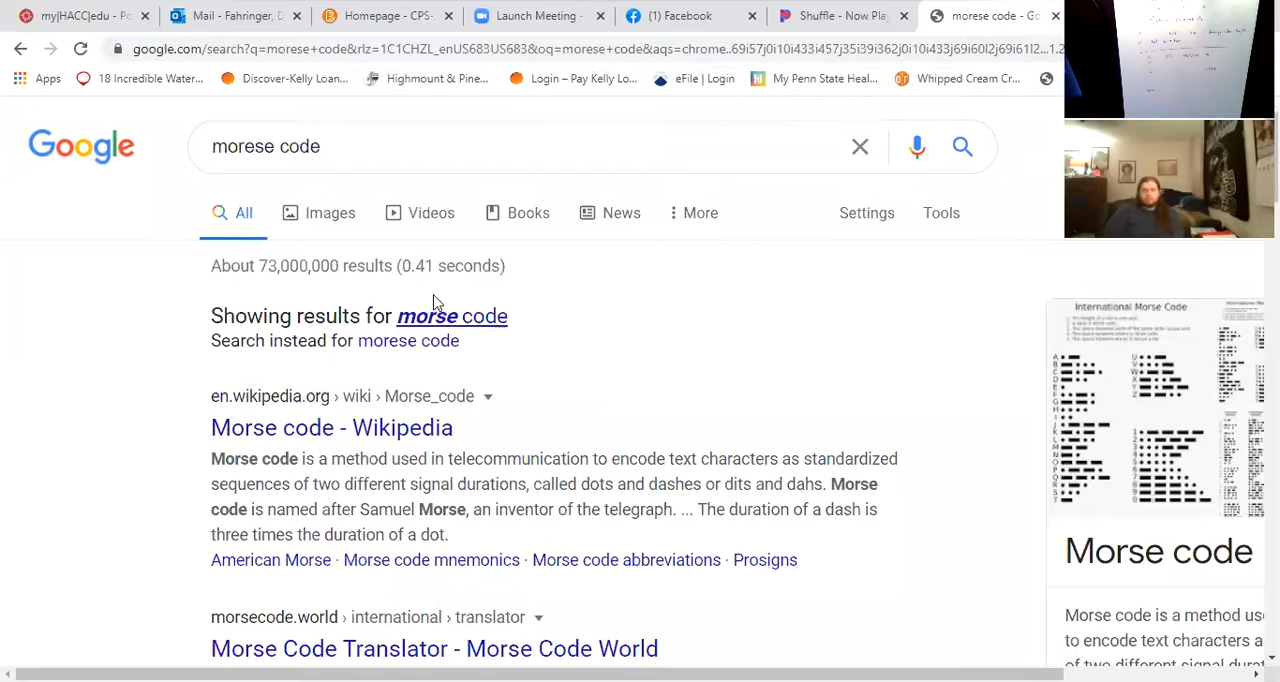 my|HACC|edu - Po
Mail - Fahringer, D
Homepage - CPS-
Launch Meeting -
(1) Facebook
Shuffle - Now Pla
morese code - Go
google.com/search?q=morese+code&rlz=1C1CHZL_enUS683US683&oq=morese+code&aqs=chrome..69i57j0i10i433i457j35i39i362j0i10i433j69i60l2j69i61l2...1.2
Apps
18 Incredible Water...
Discover-Kelly Loan...
Highmount & Pine...
Login – Pay Kelly Lo...
eFile | Login
My Penn State Heal...
Whipped Cream Cr...
Google
morese code
All
Images
Videos
Books
News
More
Settings
Tools
About 73,000,000 results (0.41 seconds)
Showing results for morse code
Search instead for morese code
en.wikipedia.org › wiki › Morse_code
Morse code - Wikipedia
Morse code is a method used in telecommunication to encode text characters as standardized
sequences of two different signal durations, called dots and dashes or dits and dahs. Morse
code is named after Samuel Morse, an inventor of the telegraph. ... The duration of a dash is
three times the duration of a dot.
American Morse · Morse code mnemonics · Morse code abbreviations · Prosigns
morsecode.world › international › translator
Morse Code Translator - Morse Code World
International Morse Code
Morse code
Morse code is a method us
to encode text characters a
of two different signal durat